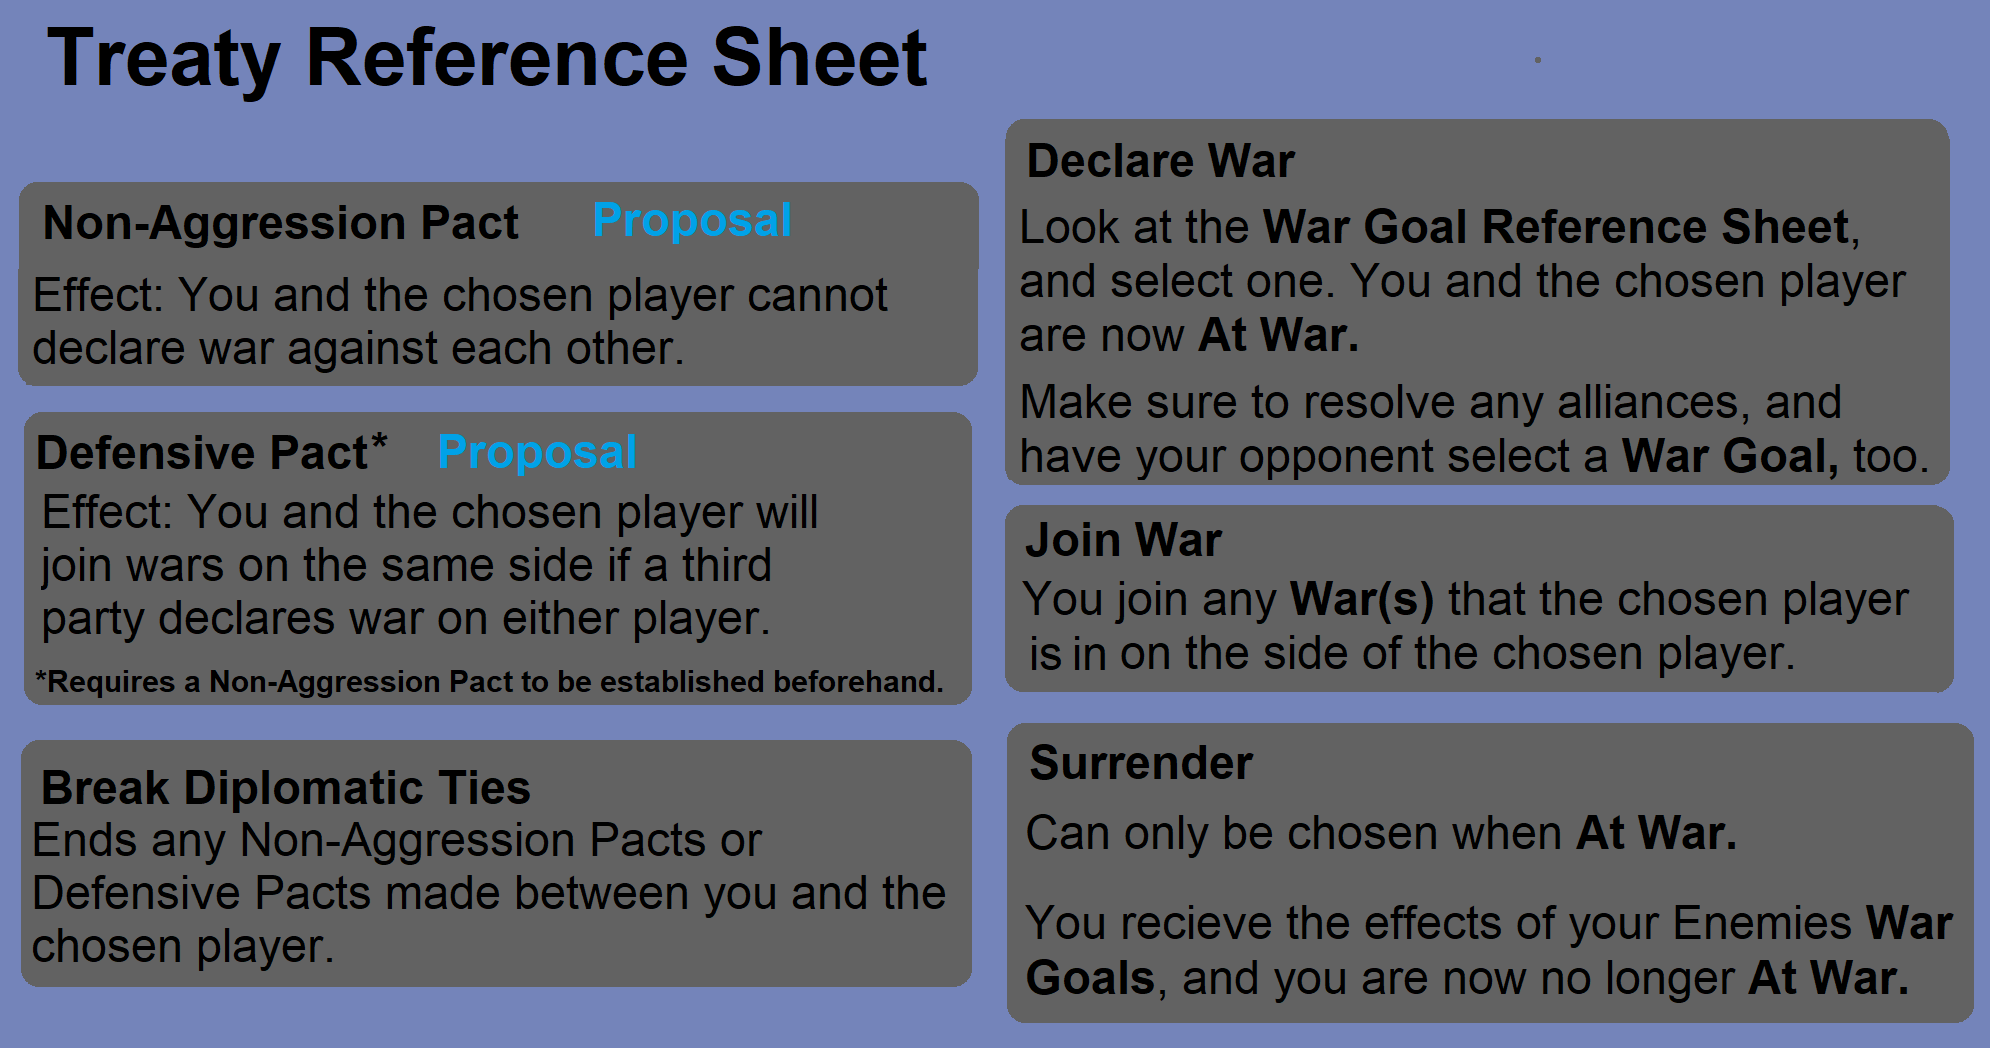 Treaty Reference Sheet
Non-Aggression Pact Proposal
Effect: You and the chosen player cannot
declare war against each other.
Defensive Pact* Proposal
Effect: You and the chosen player will
join wars on the same side if a third
party declares war on either player.
*Requires a Non-Aggression Pact to be established beforehand.
Break Diplomatic Ties
Ends any Non-Aggression Pacts or
Defensive Pacts made between you and the
chosen player.
Declare War
Look at the War Goal Reference Sheet,
and select one. You and the chosen player
are now At War.
Make sure to resolve any alliances, and
have your opponent select a War Goal, too.
Join War
You join any War(s) that the chosen player
is in on the side of the chosen player.
Surrender
Can only be chosen when At War.
You recieve the effects of your Enemies War
Goals, and you are now no longer At War.